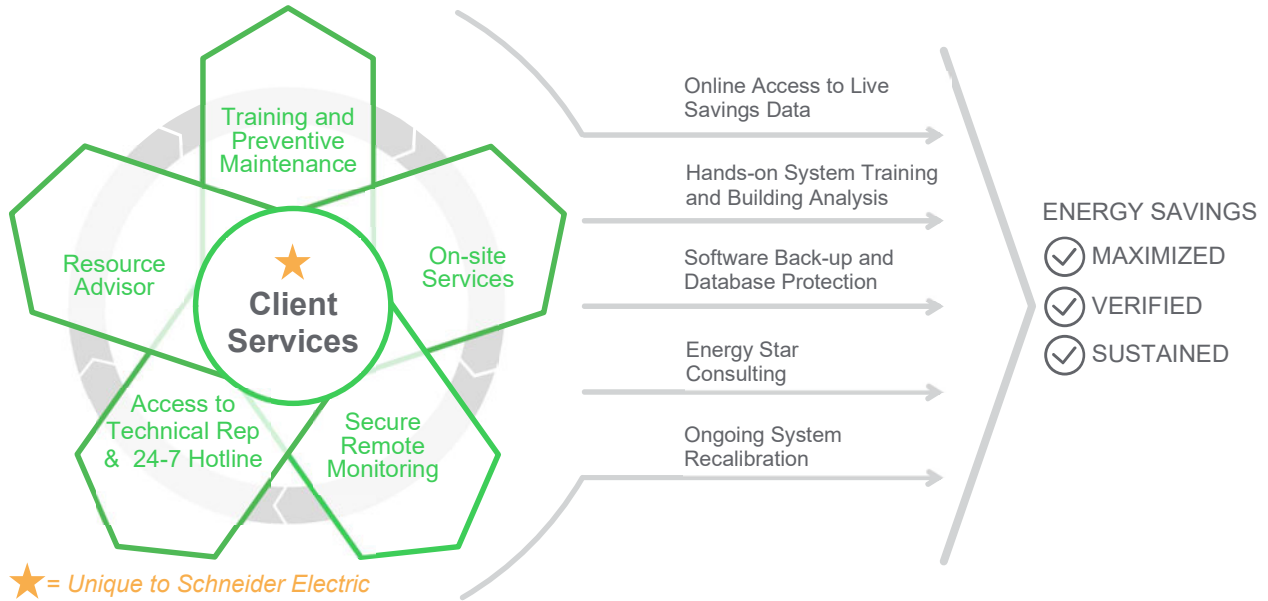 Training and
Preventive
Maintenance
Resource
Advisor
On-site
Services
Client
Services
Access to
Technical Rep
& 24-7 Hotline
Secure
Remote
Monitoring
= Unique to Schneider Electric
Online Access to Live
Savings Data
Hands-on System Training
and Building Analysis
Software Back-up and
Database Protection
Energy Star
Consulting
Ongoing System
Recalibration
ENERGY SAVINGS
MAXIMIZED
VERIFIED
SUSTAINED